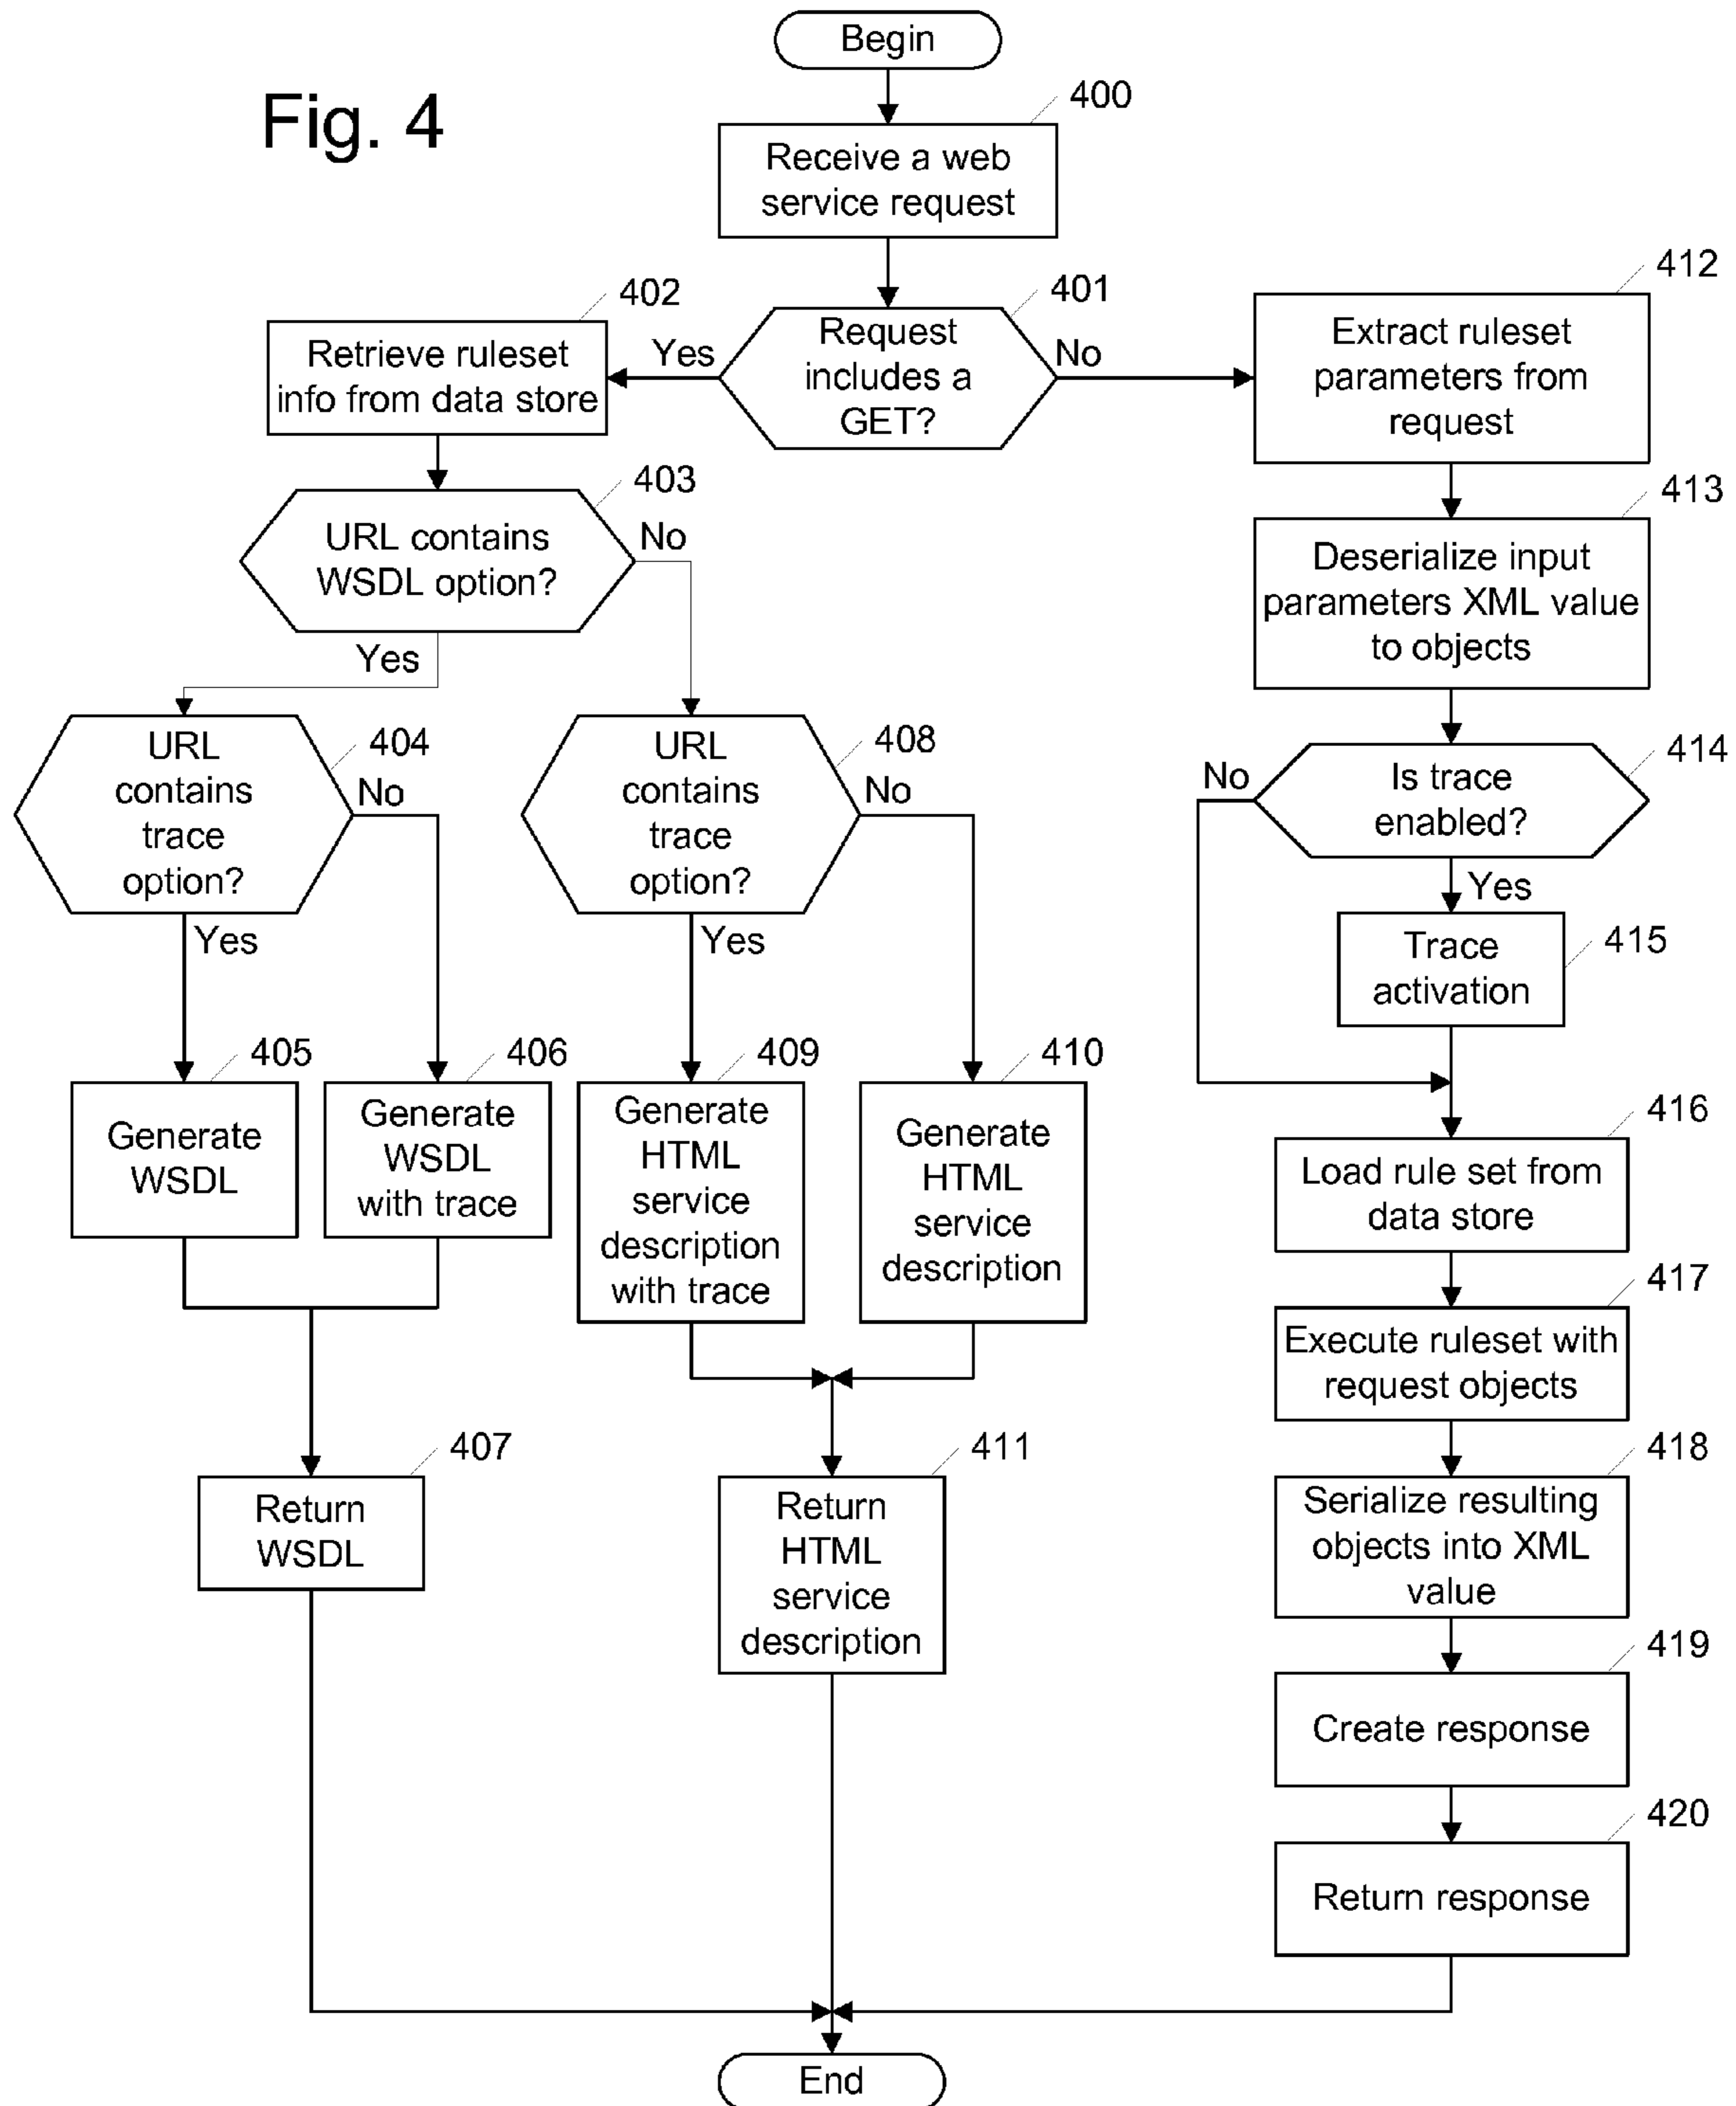 Fig. 4
Begin
400
Receive a web
service request
401
Request
includes a
GET?
Yes
No
402
Retrieve ruleset
info from data store
403
URL contains
WSDL option?
Yes
No
404
URL
contains
trace
option?
Yes
No
405
Generate
WSDL
406
Generate
WSDL
with trace
407
Return
WSDL
408
URL
contains
trace
option?
Yes
No
409
Generate
HTML
service
description
with trace
410
Generate
HTML
service
description
411
Return
HTML
service
description
412
Extract ruleset
parameters from
request
413
Deserialize input
parameters XML value
to objects
414
Is trace
enabled?
No
Yes
415
Trace
activation
416
Load rule set from
data store
417
Execute ruleset with
request objects
418
Serialize resulting
objects into XML
value
419
Create response
420
Return response
End